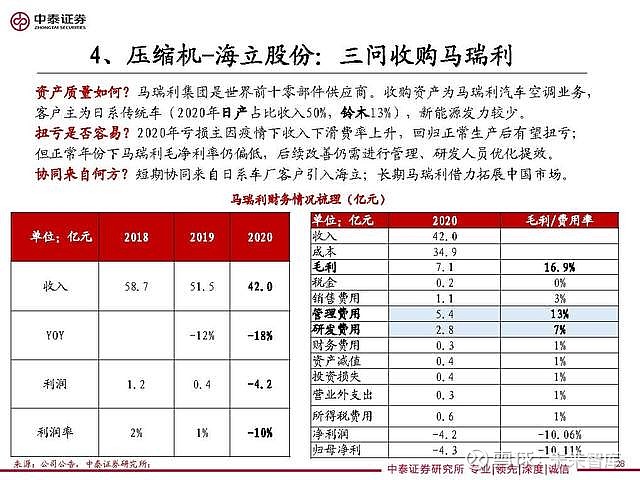 中泰证券
ZHONGTAI SECURITIES
4、压缩机-海立股份：三问收购马瑞利
资产质量如何？马瑞利集团是世界前十零部件供应商。收购资产为马瑞利汽车空调业务，
客户主为日系传统车（2020年日产占比收入50%，铃木13%），新能源发力较少。
扭亏是否容易？2020年亏损主因疫情下收入下滑费率上升，回归正常生产后有望扭亏；
但正常年份下马瑞利毛净利率仍偏低，后续改善仍需进行管理、研发人员优化提效。
协同来自何方？短期协同来自日系车厂客户引入海立；长期马瑞利借力拓展中国市场。
马瑞利财务情况梳理（亿元）
单位：亿元 2018 2019 2020
收入 58.7 51.5 42.0
YOY -12% -18%
利润 1.2 0.4 -4.2
利润率 2% 1% -10%
单位：亿元 2020 毛利/费用率
收入 42.0
成本 34.9
毛利 7.1 16.9%
税金 0.2 0%
销售费用 1.1 3%
管理费用 5.4 13%
研发费用 2.8 7%
财务费用 0.3 1%
资产减值 0.4 1%
投资损失 0.4 1%
营业外支出 0.3 1%
所得税费用 0.6 1%
净利润 -4.2 -10.06%
归母净利 -4.3 -10.11%
来源：公司公告，中泰证券研究所；
中泰证券研究所 专业|领先|深度|诚信
28
雪球：未来智库